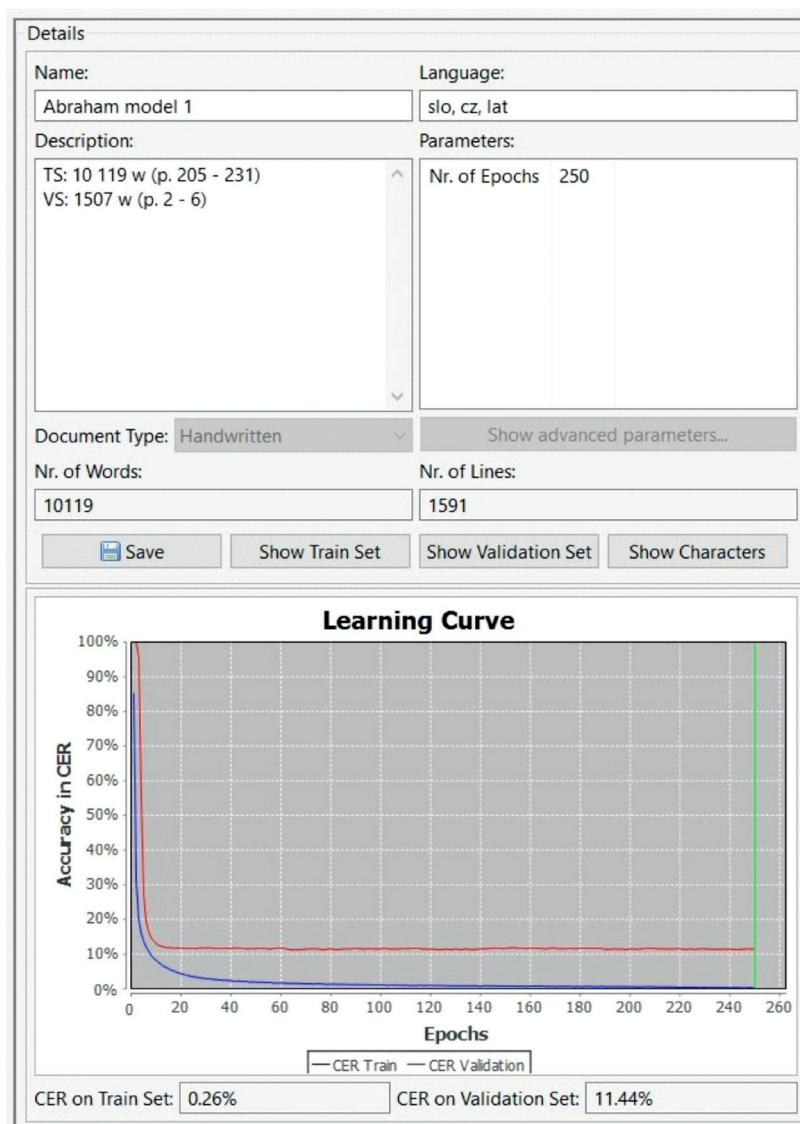 Details
Name: Language:
Abraham model 1 slo, cz, lat
Description: Parameters:
TS: 10 119 w (p. 205 - 231) Nr. of Epochs 250
VS: 1507 w (p. 2 - 6)
Document Type: Handwritten Show advanced parameters...
Nr. of Words: Nr. of Lines:
10119 1591
Save Show Train Set Show Validation Set Show Characters
Learning Curve
100%
90%
80%
70%
60%
50%
40%
30%
20%
10%
0%
Accuracy in CER
0 20 40 60 80 100 120 140 160 180 200 220 240 260
Epochs
CER Train CER Validation
CER on Train Set: 0.26% CER on Validation Set: 11.44%